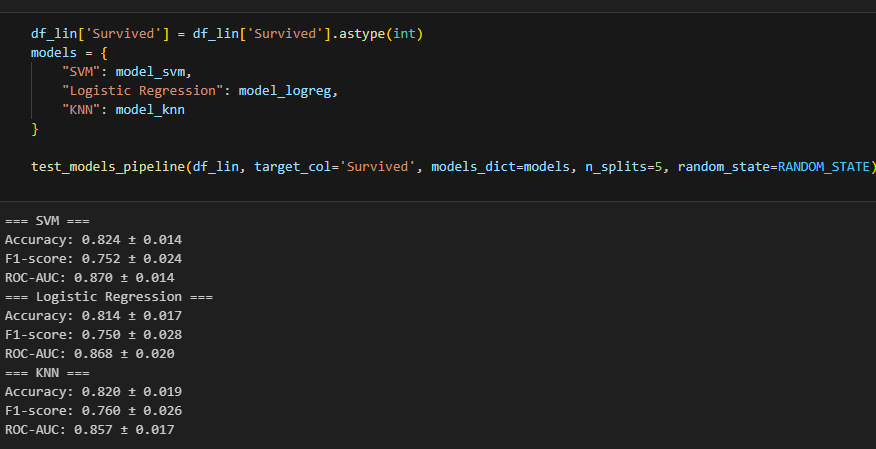 df_lin['Survived'] = df_lin['Survived'].astype(int)
models = {
    "SVM": model_svm,
    "Logistic Regression": model_logreg,
    "KNN": model_knn
}
test_models_pipeline(df_lin, target_col='Survived', models_dict=models, n_splits=5, random_state=RANDOM_STATE)
=== SVM ===
Accuracy: 0.824 ± 0.014
F1-score: 0.752 ± 0.024
ROC-AUC: 0.870 ± 0.014
=== Logistic Regression ===
Accuracy: 0.814 ± 0.017
F1-score: 0.750 ± 0.028
ROC-AUC: 0.868 ± 0.020
=== KNN ===
Accuracy: 0.820 ± 0.019
F1-score: 0.760 ± 0.026
ROC-AUC: 0.857 ± 0.017